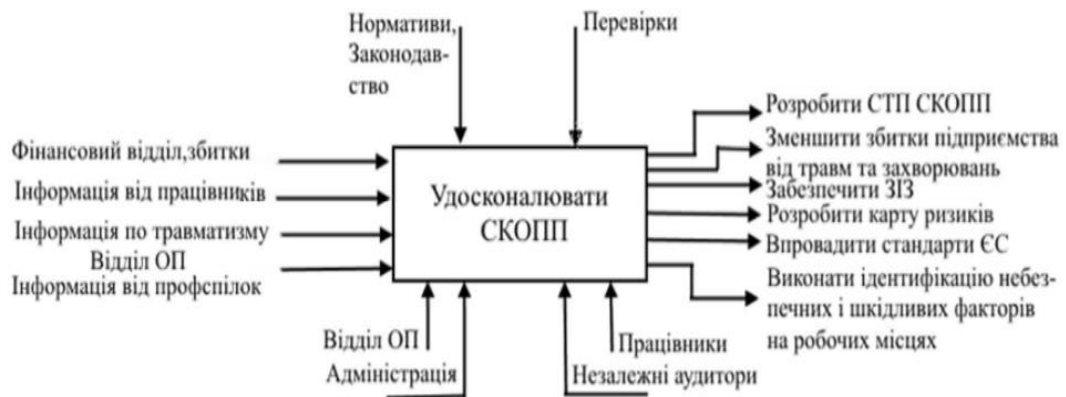 Нормативи,
Законодав-
ство
Перевірки
Фінансовий відділ,збитки
Інформація від працівників
Інформація по травматизму
Відділ ОП
Інформація від профспілок
Удосконалювати
СКОПП
Розробити СТП СКОПП
Зменшити збитки підприємства
від травм та захворювань
Забезпечити ЗІЗ
Розробити карту ризиків
Впровадити стандарти ЄС
Виконати ідентифікацію небез-
печних і шкідливих факторів
на робочих місцях
Відділ ОП
Адміністрація
Працівники
Незалежні аудитори